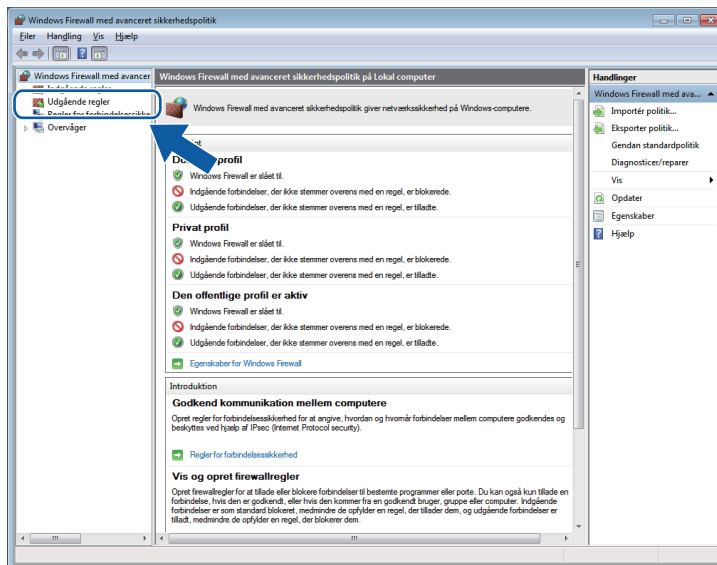 Windows Firewall med avanceret sikkerhedspolitik
Filer Handling Vis Hjælp
Windows Firewall med avancer
Indgående regler
Udgående regler
Regler for forbindelsessikke
Overvåger
Windows Firewall med avanceret sikkerhedspolitik på Lokal computer
Windows Firewall med avanceret sikkerhedspolitik giver netværkssikkerhed på Windows-computere.
profil
Windows Firewall er slået til.
Indgående forbindelser, der ikke stemmer overens med en regel, er blokerede.
Udgående forbindelser, der ikke stemmer overens med en regel, er tilladte.
Privat profil
Windows Firewall er slået til.
Indgående forbindelser, der ikke stemmer overens med en regel, er blokerede.
Udgående forbindelser, der ikke stemmer overens med en regel, er tilladte.
Den offentlige profil er aktiv
Windows Firewall er slået til.
Indgående forbindelser, der ikke stemmer overens med en regel, er blokerede.
Udgående forbindelser, der ikke stemmer overens med en regel, er tilladte.
Egenskaber for Windows Firewall
Introduktion
Godkend kommunikation mellem computere
Opret regler for forbindelsessikkerhed for at angive, hvordan og hvornår forbindelser mellem computere godkendes og
beskyttes ved hjælp af IPsec (Internet Protocol security).
Regler for forbindelsessikkerhed
Vis og opret firewallregler
Opret firewallregler for at tillade eller blokere forbindelser til bestemte programmer eller porte. Du kan også kun tillade en
forbindelse, hvis den er godkendt, eller hvis den kommer fra en godkendt bruger, gruppe eller computer. Indgående
forbindelser er som standard blokeret, medmindre de opfylder en regel, der tillader dem, og udgående forbindelser er
tilladt, medmindre de opfylder en regel, der blokerer dem.
Handlinger
Windows Firewall med ava...
Importér politik...
Eksporter politik...
Gendan standardpolitik
Diagnosticer/reparer
Vis
Opdater
Egenskaber
Hjælp